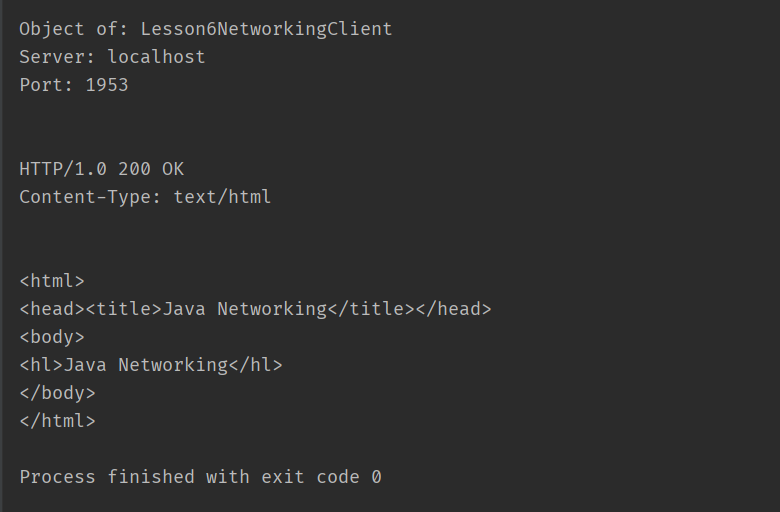 Object of: Lesson6NetworkingClient
Server: localhost
Port: 1953
HTTP/1.0 200 OK
Content-Type: text/html
<html>
<head><title>Java Networking</title></head>
<body>
<hl>Java Networking</hl>
</body>
</html>
Process finished with exit code 0